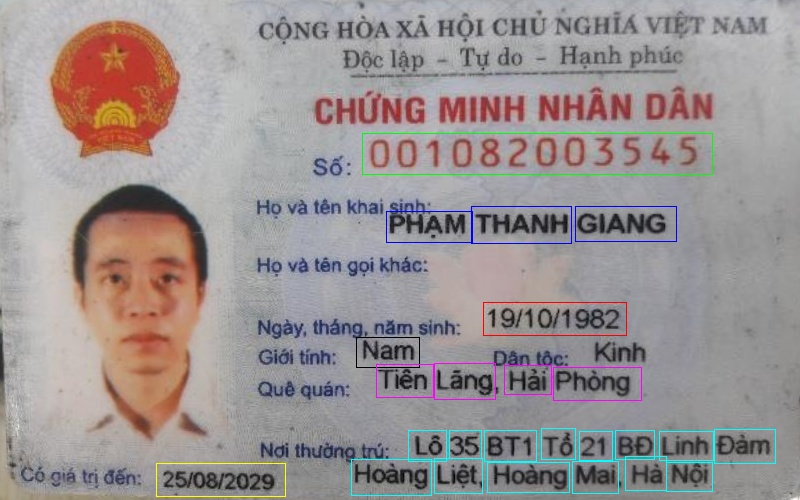 CỘNG HÒA XÃ HỘI CHỦ NGHĨA VIỆT NAM
Độc lập - Tự do - Hạnh phúc
CHỨNG MINH NHÂN DÂN
Số: 001082003545
Họ và tên khai sinh:
PHẠM THANH GIANG
Họ và tên gọi khác:
Ngày, tháng, năm sinh: 19/10/1982
Giới tính: Nam Dân tộc: Kinh
Quê quán: Tiên Lãng, Hải Phòng
Nơi thường trú: Lô 35 BT1 Tổ 21 BĐ Linh Đàm
Có giá trị đến: 25/08/2029 Hoàng Liệt, Hoàng Mai, Hà Nội